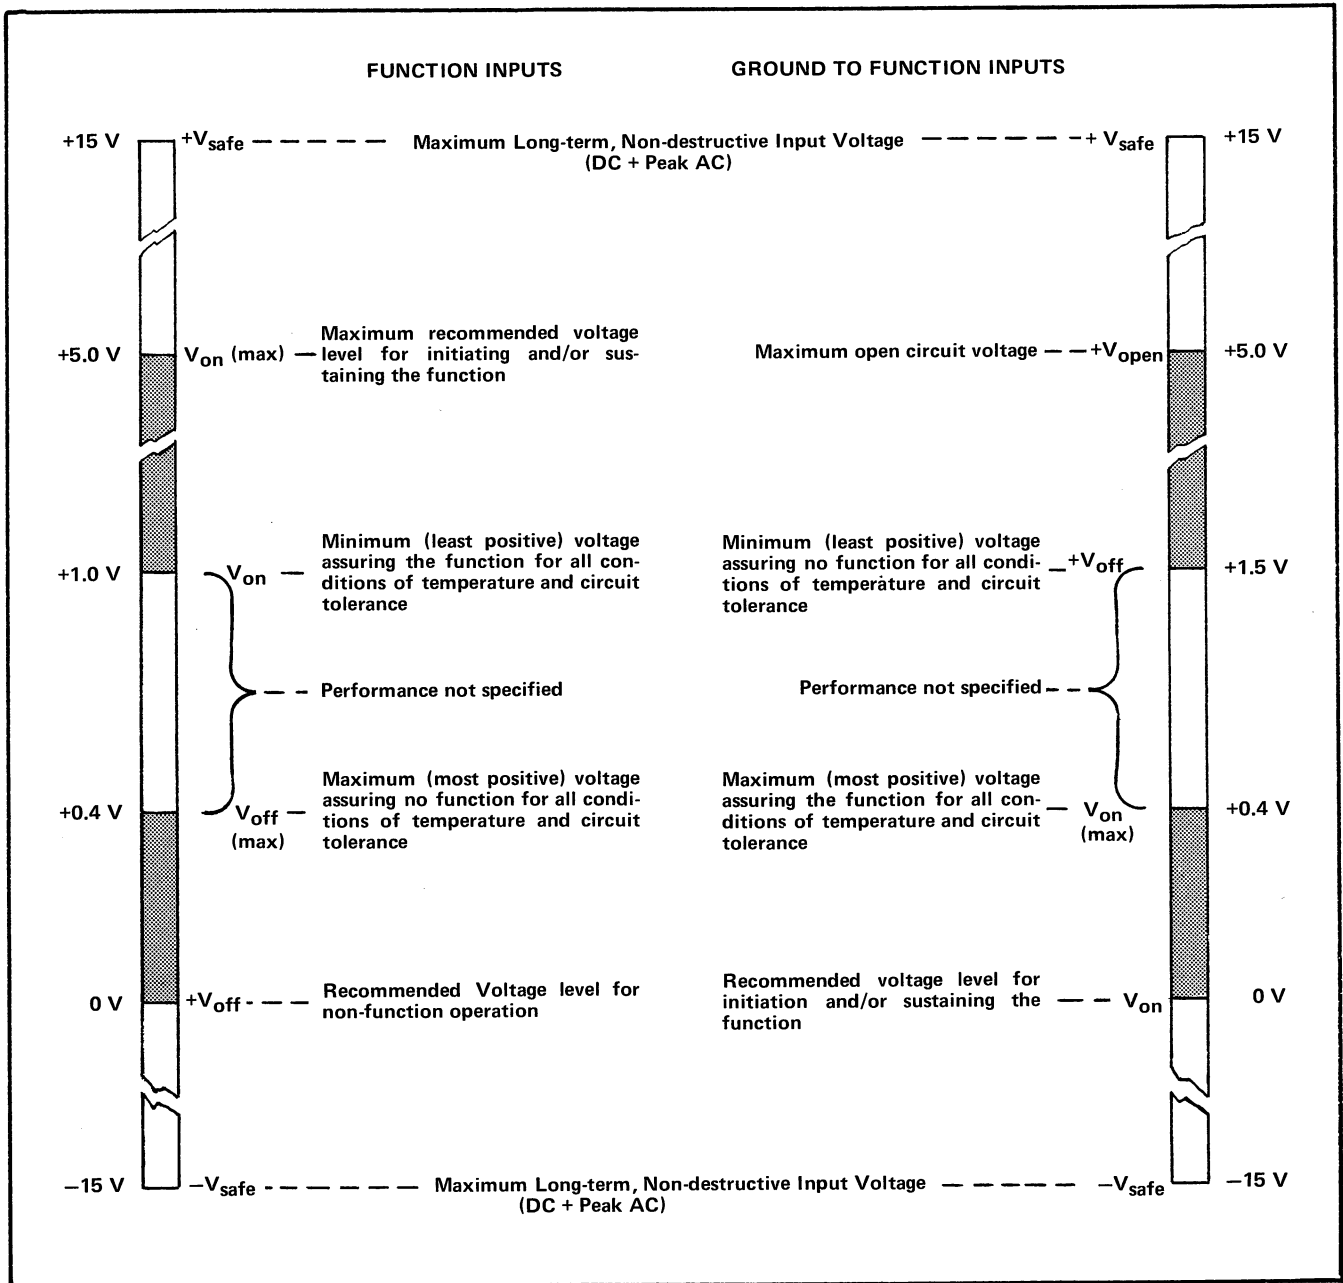 FUNCTION INPUTS
GROUND TO FUNCTION INPUTS
+15 V
+Vsafe
Maximum Long-term, Non-destructive Input Voltage
(DC + Peak AC)
+ Vsafe
+15 V
+5.0 V
Von (max)
Maximum recommended voltage
level for initiating and/or sus-
taining the function
Maximum open circuit voltage
+Vopen
+5.0 V
+1.0 V
Von
Minimum (least positive) voltage
assuring the function for all con-
ditions of temperature and circuit
tolerance
Minimum (least positive) voltage
assuring no function for all condi-
tions of temperature and circuit
tolerance
+Voff
+1.5 V
Performance not specified
Performance not specified
+0.4 V
Voff
(max)
Maximum (most positive) voltage
assuring no function for all condi-
tions of temperature and circuit
tolerance
Maximum (most positive) voltage
assuring the function for all con-
ditions of temperature and circuit
tolerance
Von
(max)
+0.4 V
0 V
+Voff
Recommended Voltage level for
non-function operation
Recommended voltage level for
initiation and/or sustaining the
function
Von
0 V
−15 V
−Vsafe
Maximum Long-term, Non-destructive Input Voltage
(DC + Peak AC)
−Vsafe
−15 V